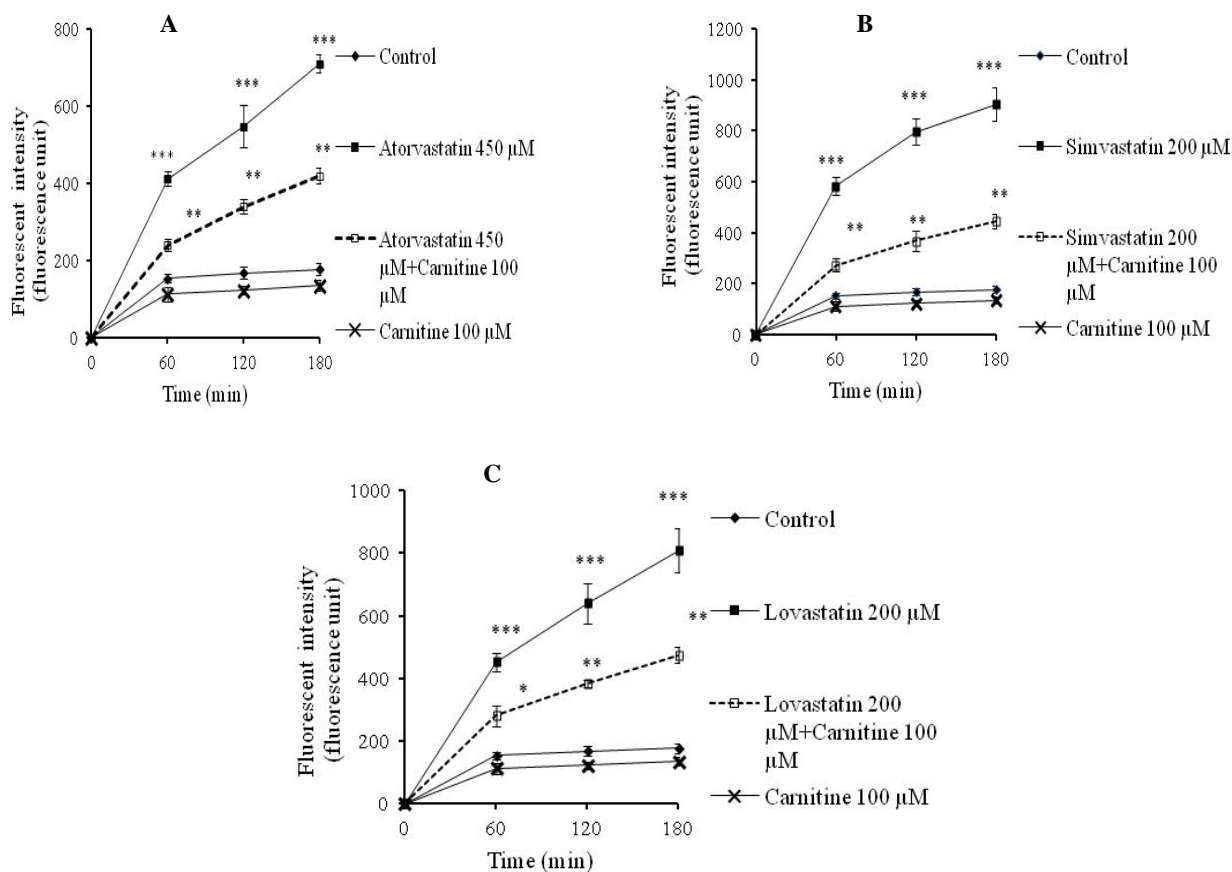 A
Fluorescent intensity
(fluorescence unit)
800
600
400
200
0
0 60 120 180
Time (min)
***
***
***
**
**
**
Control
Atorvastatin 450 µM
Atorvastatin 450
µM+Carnitine 100
µM
Carnitine 100 µM
B
Fluorescent intensity
(fluorescence unit)
1200
1000
800
600
400
200
0
0 60 120 180
Time (min)
***
***
***
**
**
**
Control
Simvastatin 200 µM
Simvastatin 200
µM+Carnitine 100
µM
Carnitine 100 µM
C
Fluorescent intensity
(fluorescence unit)
1000
800
600
400
200
0
0 60 120 180
Time (min)
***
***
***
**
**
*
Control
Lovastatin 200 µM
Lovastatin 200
µM+Carnitine 100
µM
Carnitine 100 µM